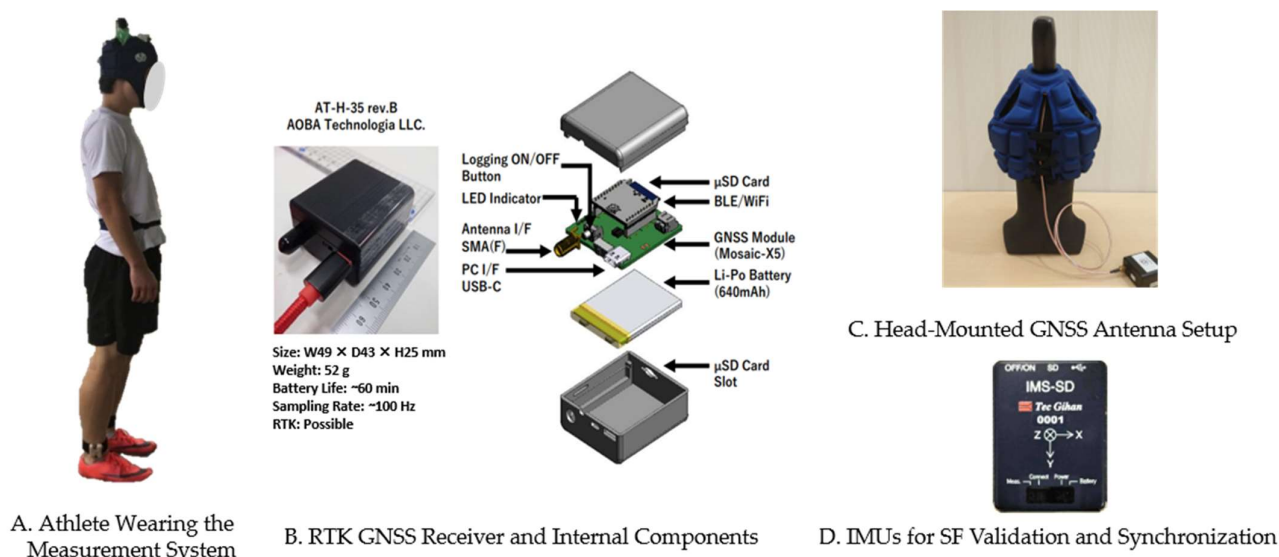 AT-H-35 rev.B
AOBA Technologia LLC.
Size: W49 × D43 × H25 mm
Weight: 52 g
Battery Life: ~60 min
Sampling Rate: ~100 Hz
RTK: Possible
Logging ON/OFF
Button
LED Indicator
Antenna I/F
SMA(F)
PC I/F
USB-C
µSD Card
BLE/WiFi
GNSS Module
(Mosaic-X5)
Li-Po Battery
(640mAh)
µSD Card
Slot
OFF/ON SD
IMS-SD
Tec Gihan
0001
Z X
Y
Meas. Connect Power Battery
A. Athlete Wearing the
Measurement System
B. RTK GNSS Receiver and Internal Components
C. Head-Mounted GNSS Antenna Setup
D. IMUs for SF Validation and Synchronization